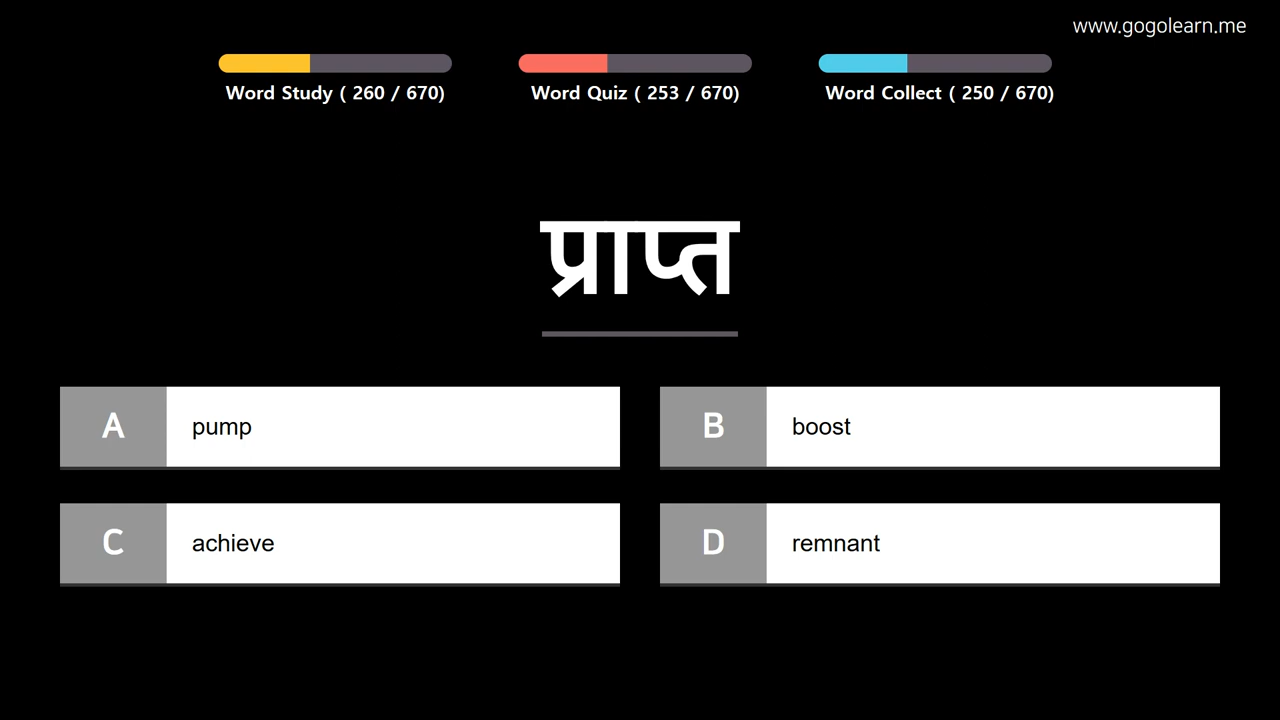 www.gogolearn.me
Word Study ( 260 / 670)
Word Quiz ( 253 / 670)
Word Collect ( 250 / 670)
प्राप्त
A pump
B boost
C achieve
D remnant